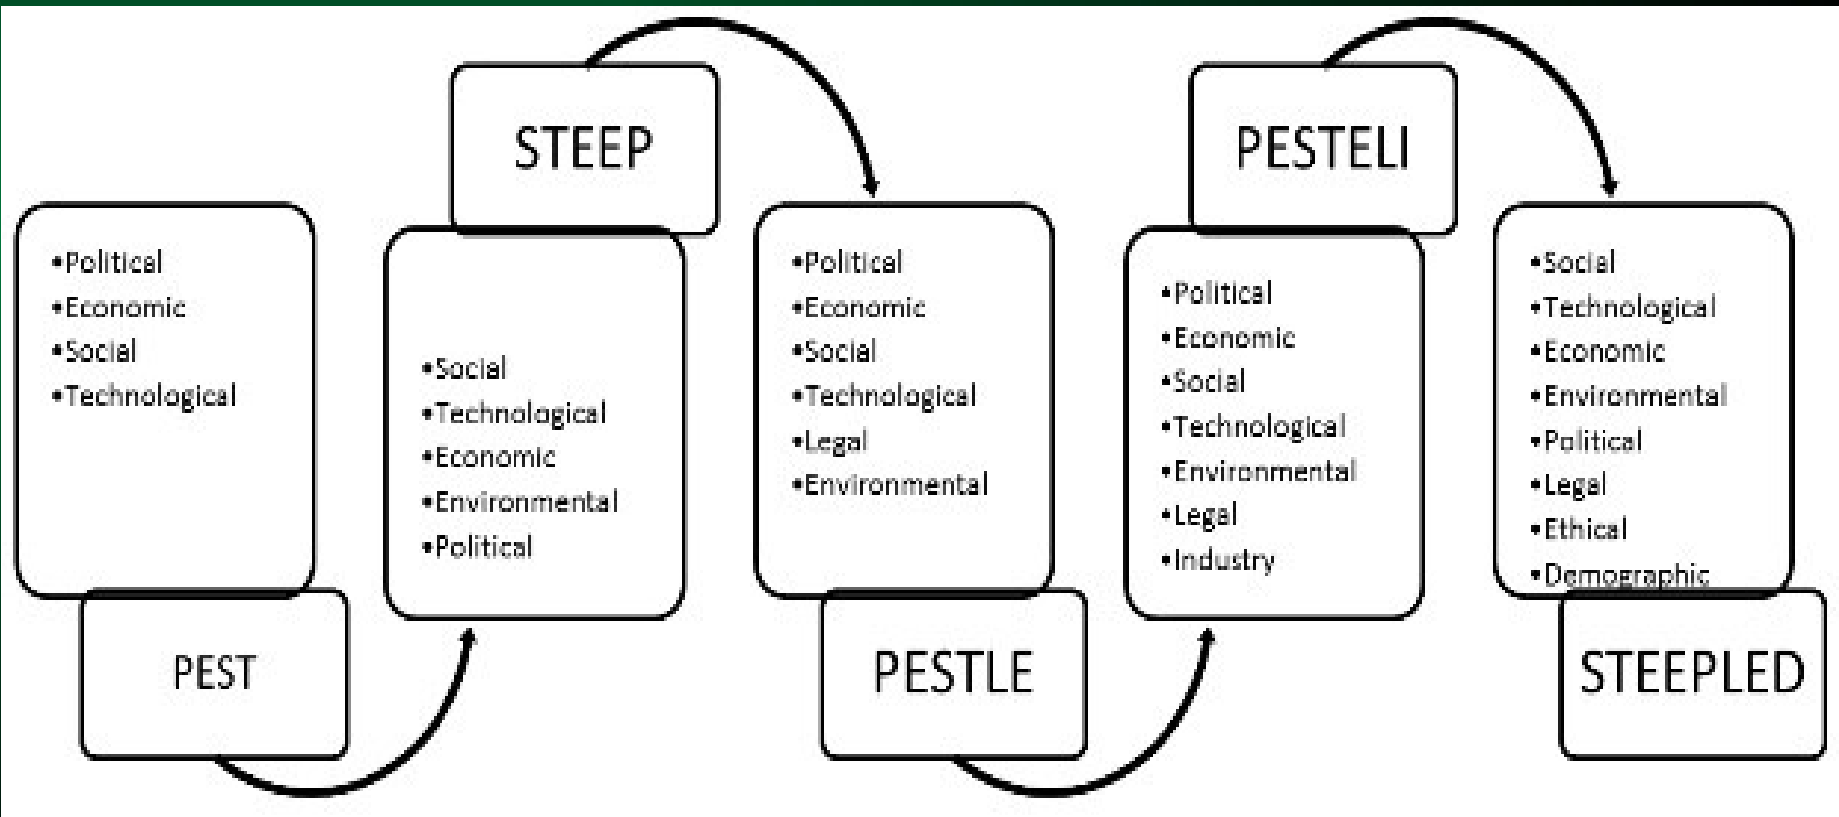 •Political
•Economic
•Social
•Technological
PEST
STEEP
•Social
•Technological
•Economic
•Environmental
•Political
•Political
•Economic
•Social
•Technological
•Legal
•Environmental
PESTLE
PESTELI
•Political
•Economic
•Social
•Technological
•Environmental
•Legal
•Industry
•Social
•Technological
•Economic
•Environmental
•Political
•Legal
•Ethical
•Demographic
STEEPLED